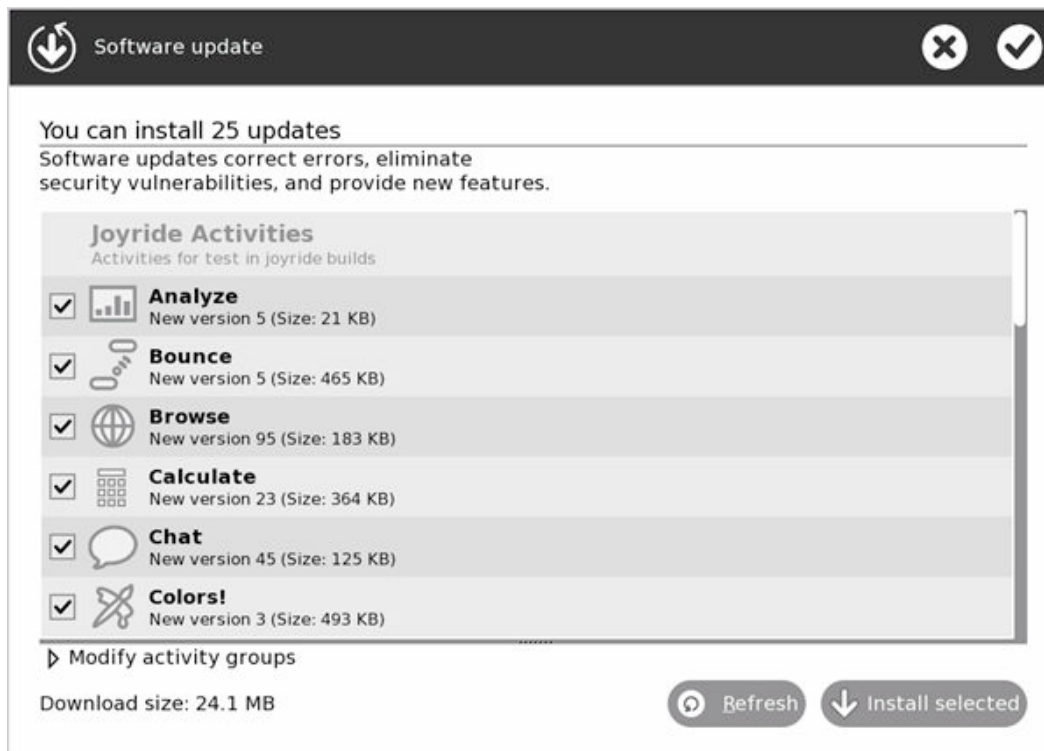 Software update
You can install 25 updates
Software updates correct errors, eliminate
security vulnerabilities, and provide new features.
Joyride Activities
Activities for test in joyride builds
Analyze
New version 5 (Size: 21 KB)
Bounce
New version 5 (Size: 465 KB)
Browse
New version 95 (Size: 183 KB)
Calculate
New version 23 (Size: 364 KB)
Chat
New version 45 (Size: 125 KB)
Colors!
New version 3 (Size: 493 KB)
Modify activity groups
Download size: 24.1 MB
Refresh
Install selected